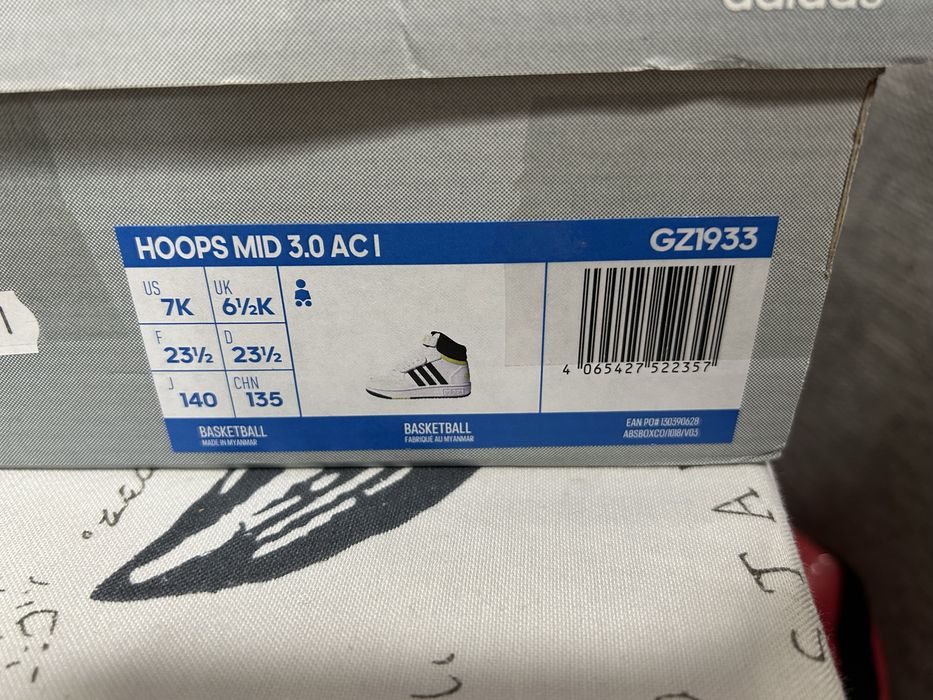 adidas
HOOPS MID 3.0 AC I
GZ1933
US 7K
UK 6½K
F 23½
D 23½
J 140
CHN 135
4 065427 522357
BASKETBALL
MADE IN MYANMAR
BASKETBALL
FABRIQUÉ AU MYANMAR
EAN PO# 130390628
ABSBOXCO/1018/V03